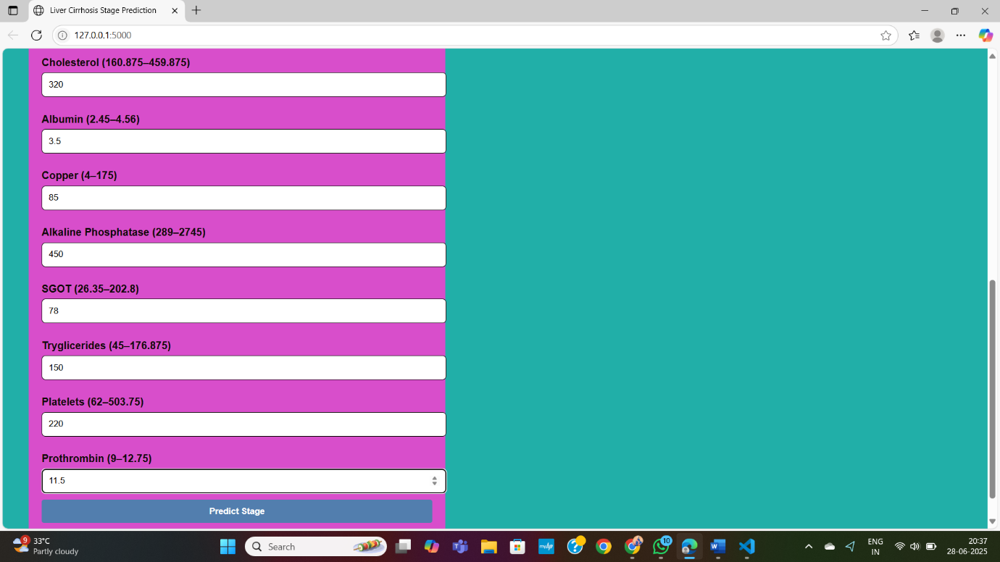 Liver Cirrhosis Stage Prediction
127.0.0.1:5000
Cholesterol (160.875–459.875)
320
Albumin (2.45–4.56)
3.5
Copper (4–175)
85
Alkaline Phosphatase (289–2745)
450
SGOT (26.35–202.8)
78
Tryglicerides (45–176.875)
150
Platelets (62–503.75)
220
Prothrombin (9–12.75)
11.5
Predict Stage
9
33°C
Partly cloudy
Search
10
ENG
IN
20:37
28-06-2025